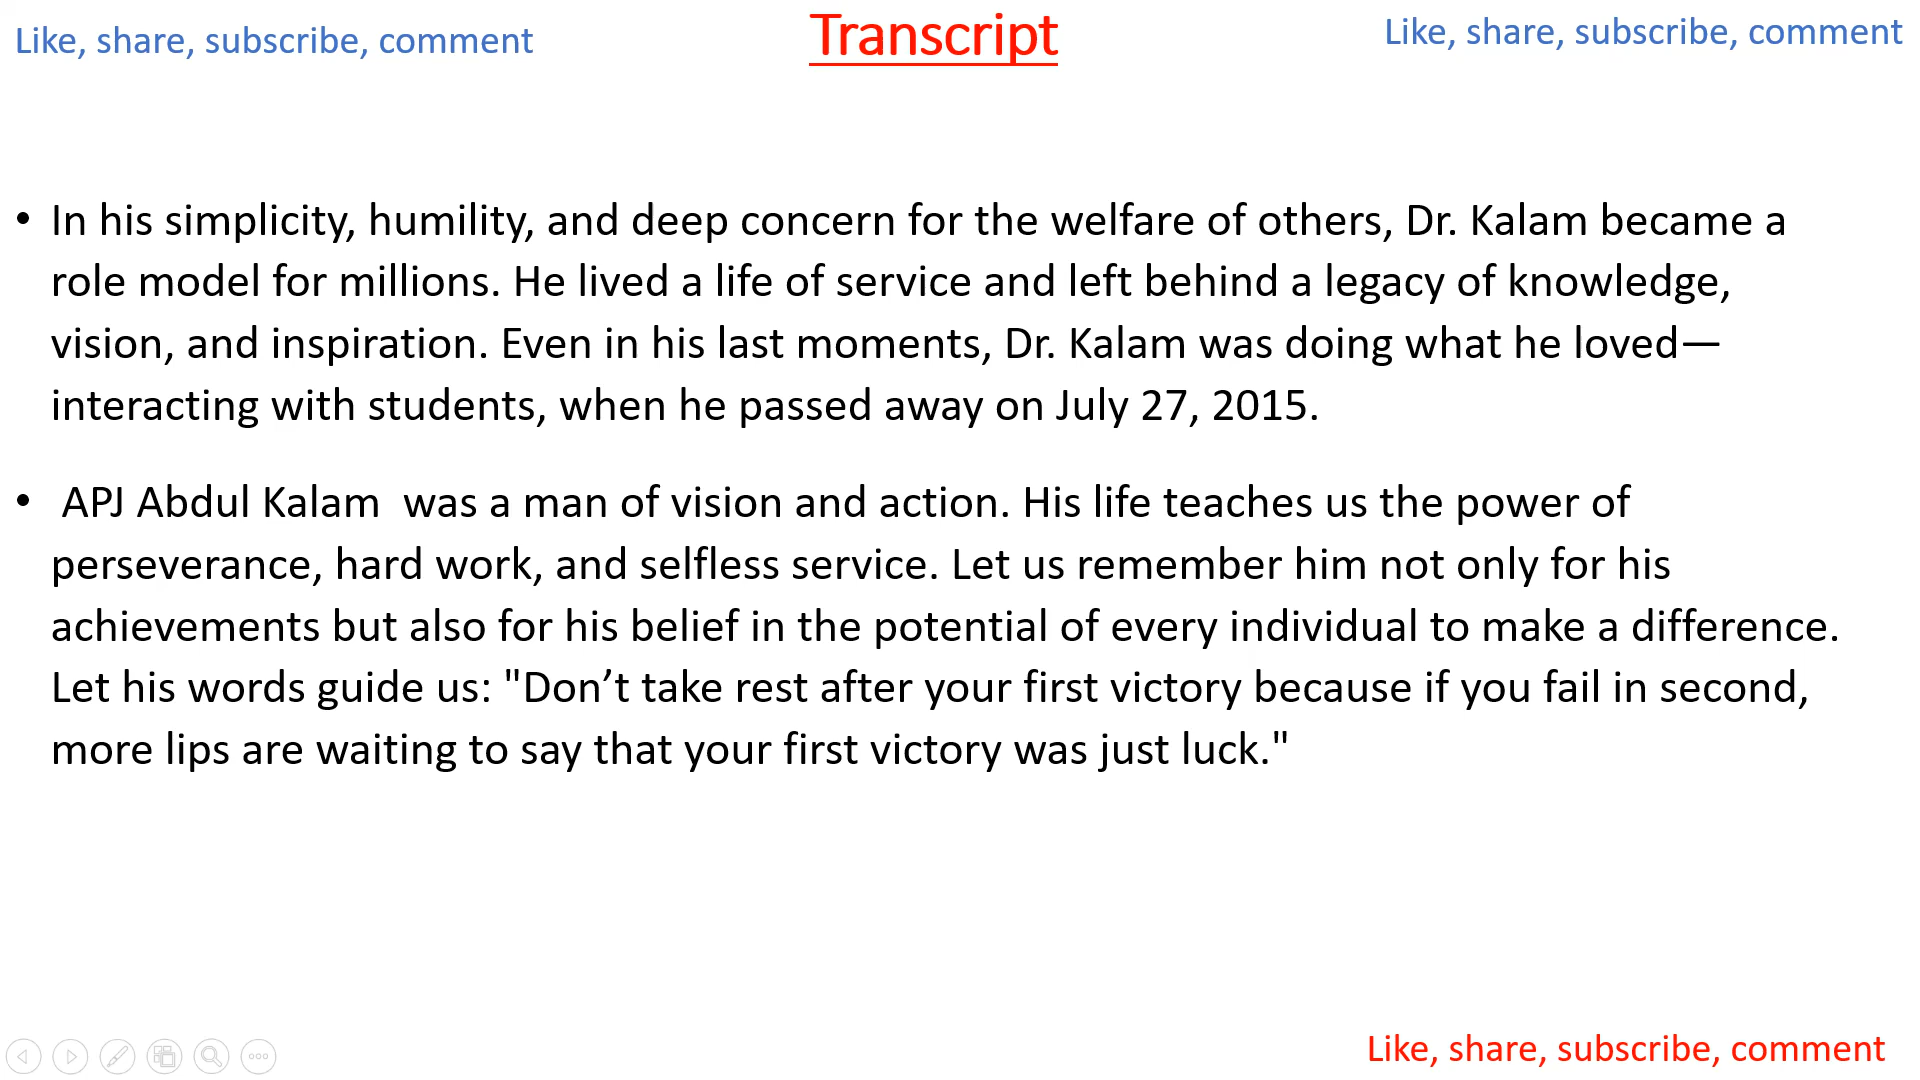 Like, share, subscribe, comment
Transcript
Like, share, subscribe, comment
• In his simplicity, humility, and deep concern for the welfare of others, Dr. Kalam became a
role model for millions. He lived a life of service and left behind a legacy of knowledge,
vision, and inspiration. Even in his last moments, Dr. Kalam was doing what he loved—
interacting with students, when he passed away on July 27, 2015.
• APJ Abdul Kalam  was a man of vision and action. His life teaches us the power of
perseverance, hard work, and selfless service. Let us remember him not only for his
achievements but also for his belief in the potential of every individual to make a difference.
Let his words guide us: "Don’t take rest after your first victory because if you fail in second,
more lips are waiting to say that your first victory was just luck."
Like, share, subscribe, comment